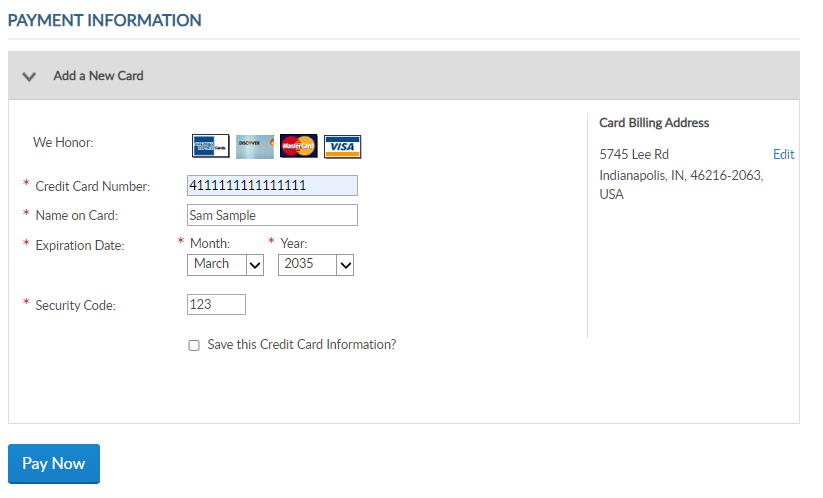 PAYMENT INFORMATION
Add a New Card
We Honor:
DISCOVER
MasterCard
VISA
* Credit Card Number: 4111111111111111
* Name on Card: Sam Sample
* Expiration Date:
* Month: * Year:
March 2035
* Security Code: 123
Save this Credit Card Information?
Card Billing Address
5745 Lee Rd Edit
Indianapolis, IN, 46216-2063,
USA
Pay Now